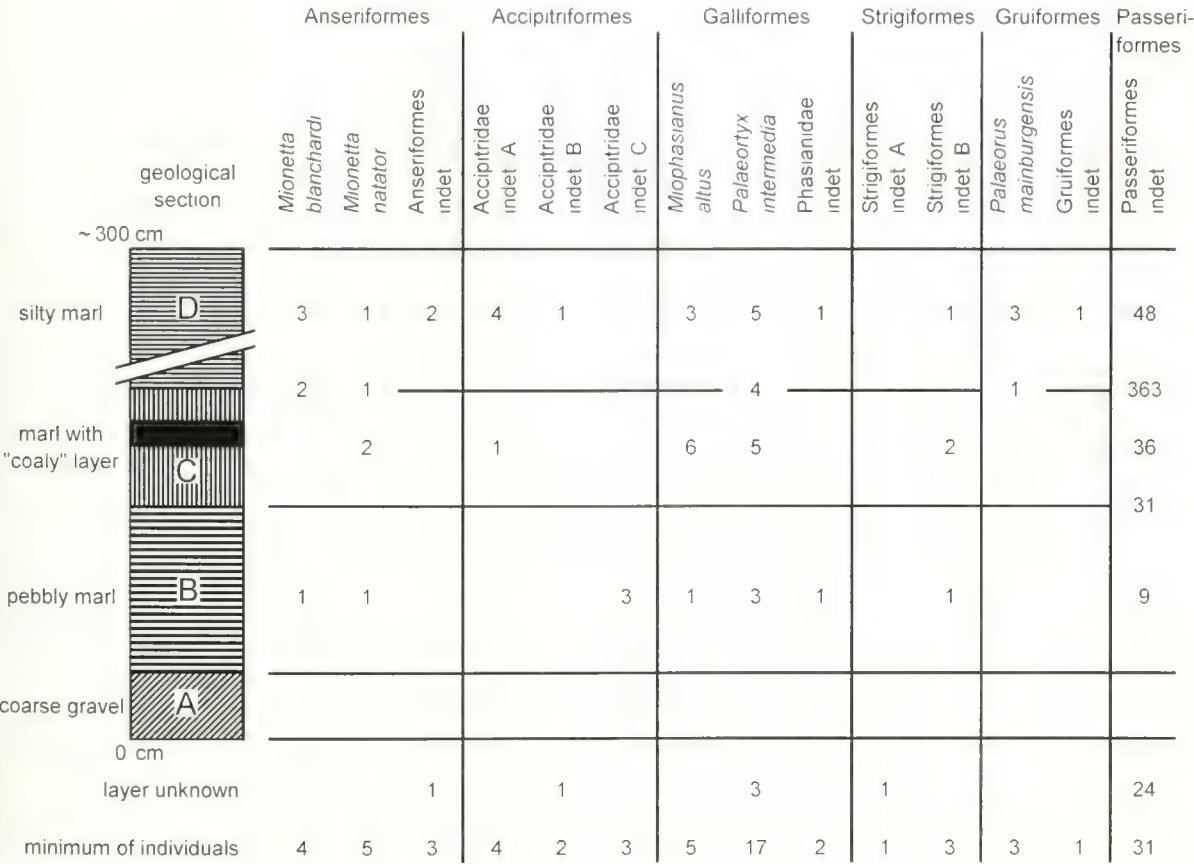 Anseriformes Accipitriformes Galliformes Strigiformes Gruiformes Passeri-
formes
Mionetta
blanchardi
Mionetta
natator
Anseriformes
indet
Accipitridae
indet A
Accipitridae
indet B
Accipitridae
indet C
Miophasianus
altus
Palaeortyx
intermedia
Phasianidae
indet
Strigiformes
indet A
Strigiformes
indet B
Palaeorus
mainburgensis
Gruiformes
indet
Passeriformes
indet
geological
section
~ 300 cm
silty marl D 3 1 2 4 1 3 5 1 1 3 1 48
2 1 4 1 363
marl with
"coaly" layer
C 2 1 6 5 2 36
31
pebbly marl B 1 1 3 1 3 1 1 9
coarse gravel A
0 cm
layer unknown 1 1 3 1 24
minimum of individuals 4 5 3 4 2 3 5 17 2 1 3 3 1 31